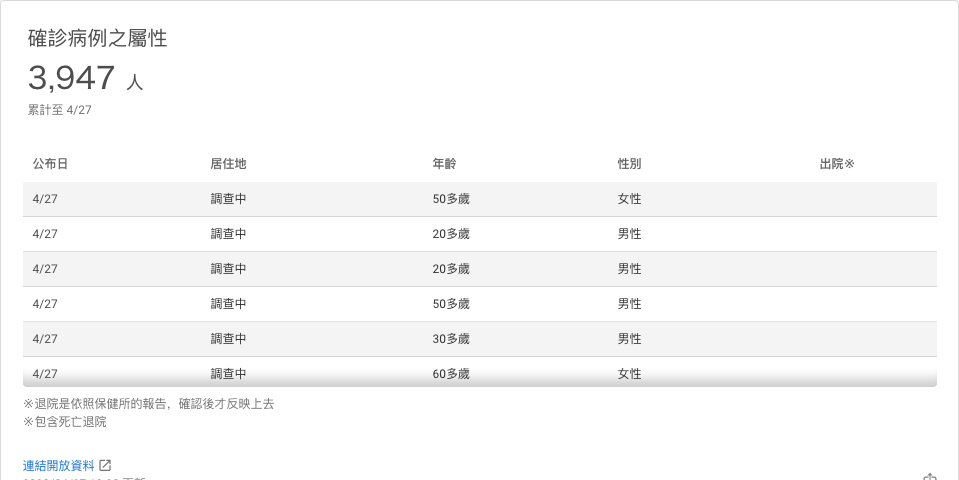 確診病例之屬性
3,947 人
累計至 4/27
公布日 居住地 年齡 性別 出院※
4/27 調查中 50多歲 女性
4/27 調查中 20多歲 男性
4/27 調查中 20多歲 男性
4/27 調查中 50多歲 男性
4/27 調查中 30多歲 男性
4/27 調查中 60多歲 女性
※退院是依照保健所的報告，確認後才反映上去
※包含死亡退院
連結開放資料